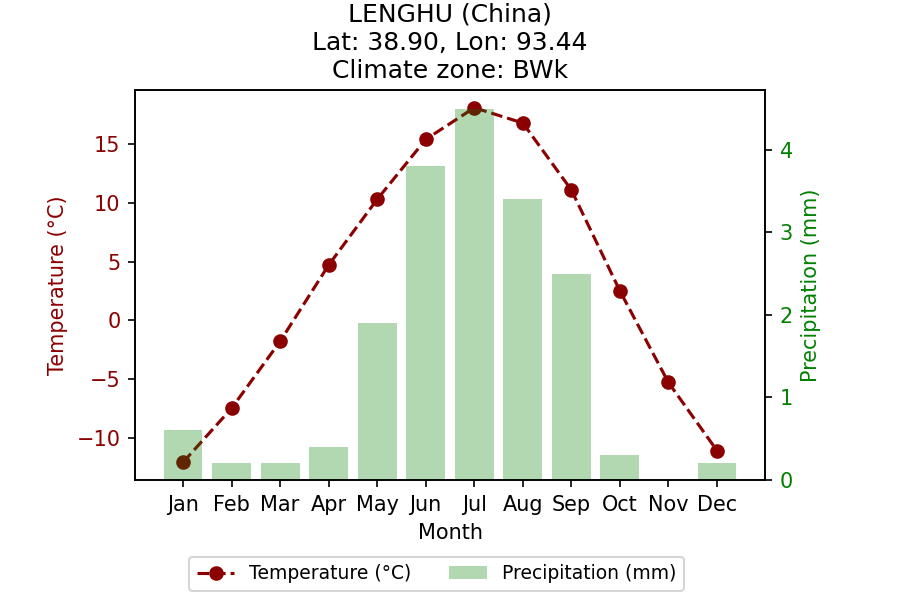 LENGHU (China)
Lat: 38.90, Lon: 93.44
Climate zone: BWk
Temperature (°C)
15
10
5
0
−5
−10
4
3
2
1
0
Precipitation (mm)
Jan Feb Mar Apr May Jun Jul Aug Sep Oct Nov Dec
Month
Temperature (°C) Precipitation (mm)